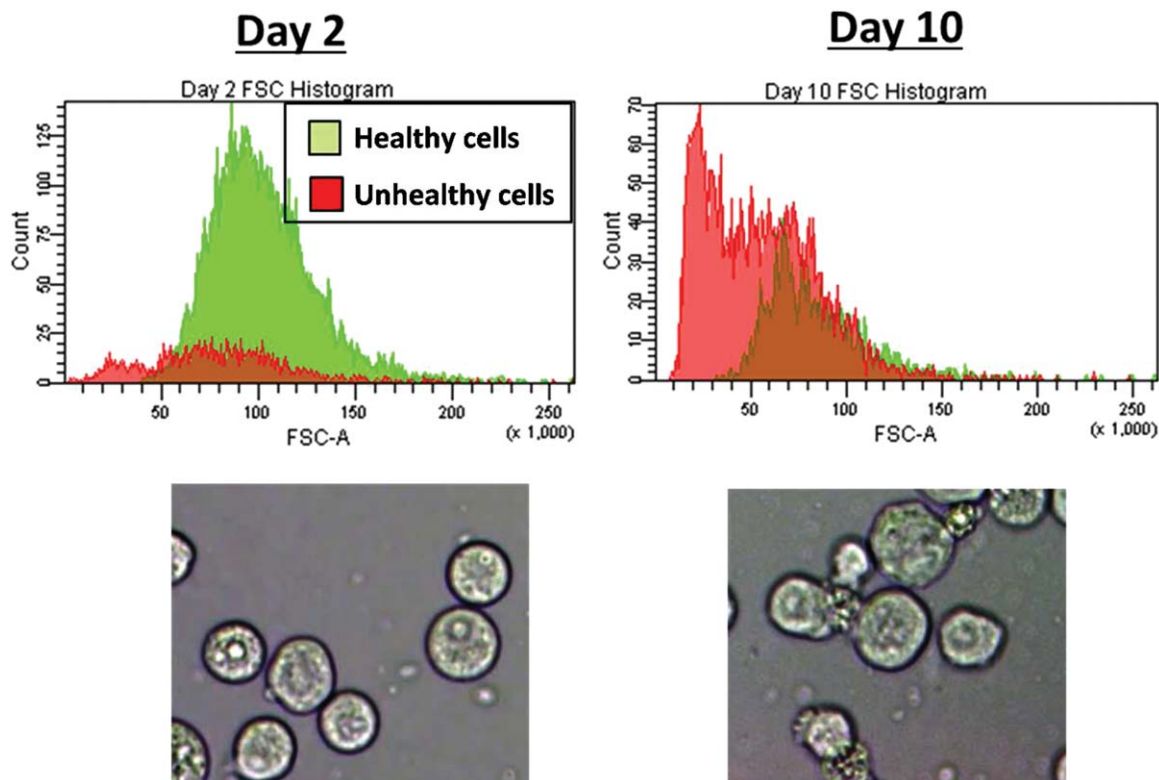 Day 2
Day 10
Day 2 FSC Histogram
Healthy cells
Unhealthy cells
Count
0
25
50
75
100
125
50
100
150
200
250
FSC-A
(x 1,000)
Day 10 FSC Histogram
Count
0
10
20
30
40
50
60
70
50
100
150
200
250
FSC-A
(x 1,000)